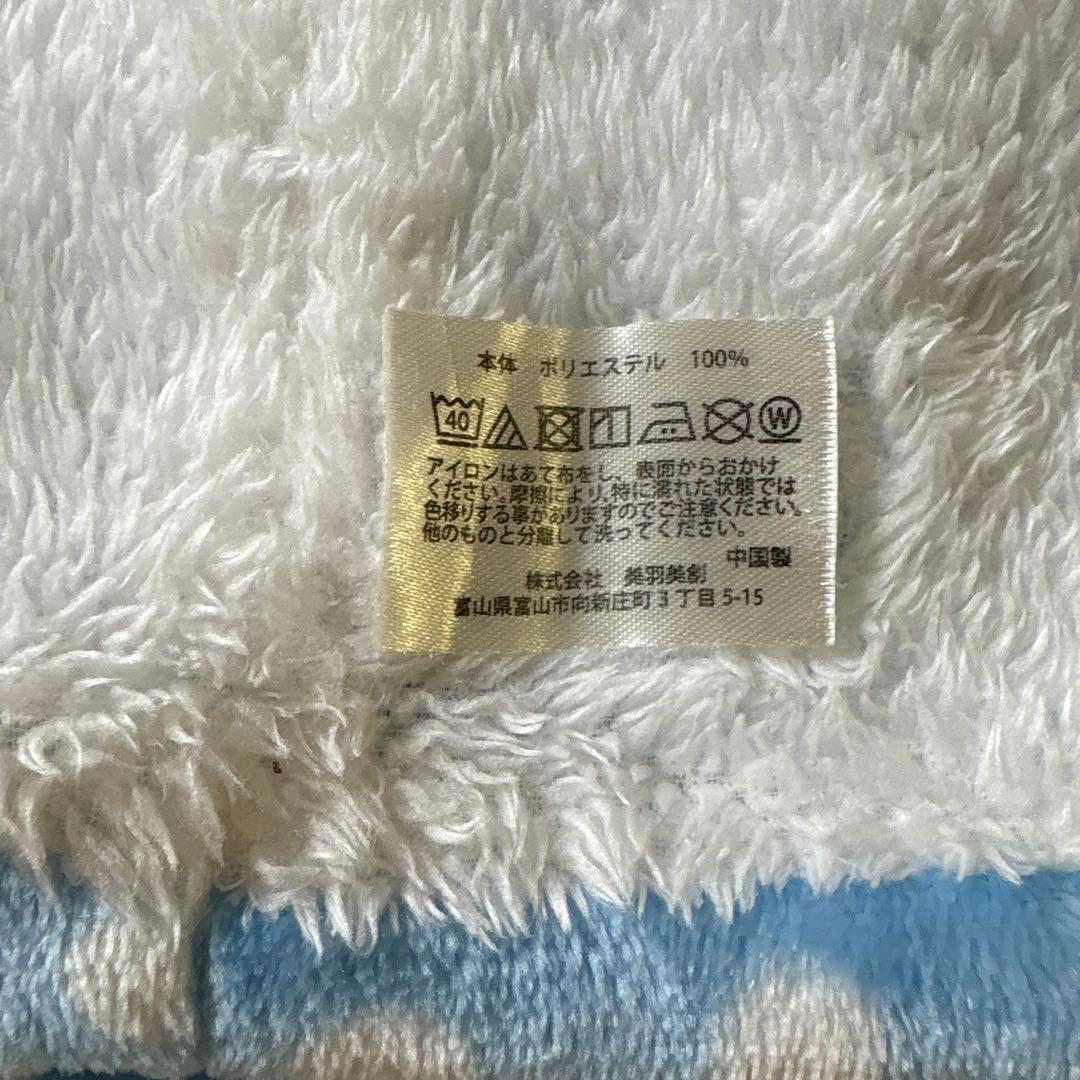 本体 ポリエステル 100%
40 W
アイロンはあて布をし、表面からおかけ
ください。摩擦により、特に濡れた状態では
色移りする事がありますのでご注意ください。
他のものと分離して洗ってください。
中国製
株式会社 美羽美創
富山県富山市向新庄町3丁目5-15